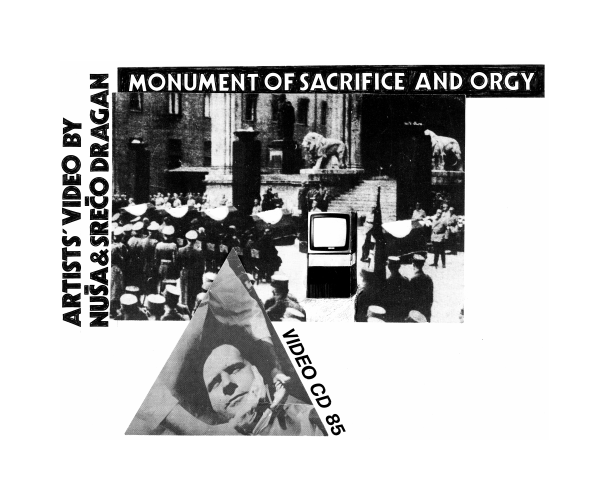 MONUMENT OF SACRIFICE AND ORGY
ARTISTS' VIDEO BY
NUŠA & SREČO DRAGAN
VIDEO CD 85